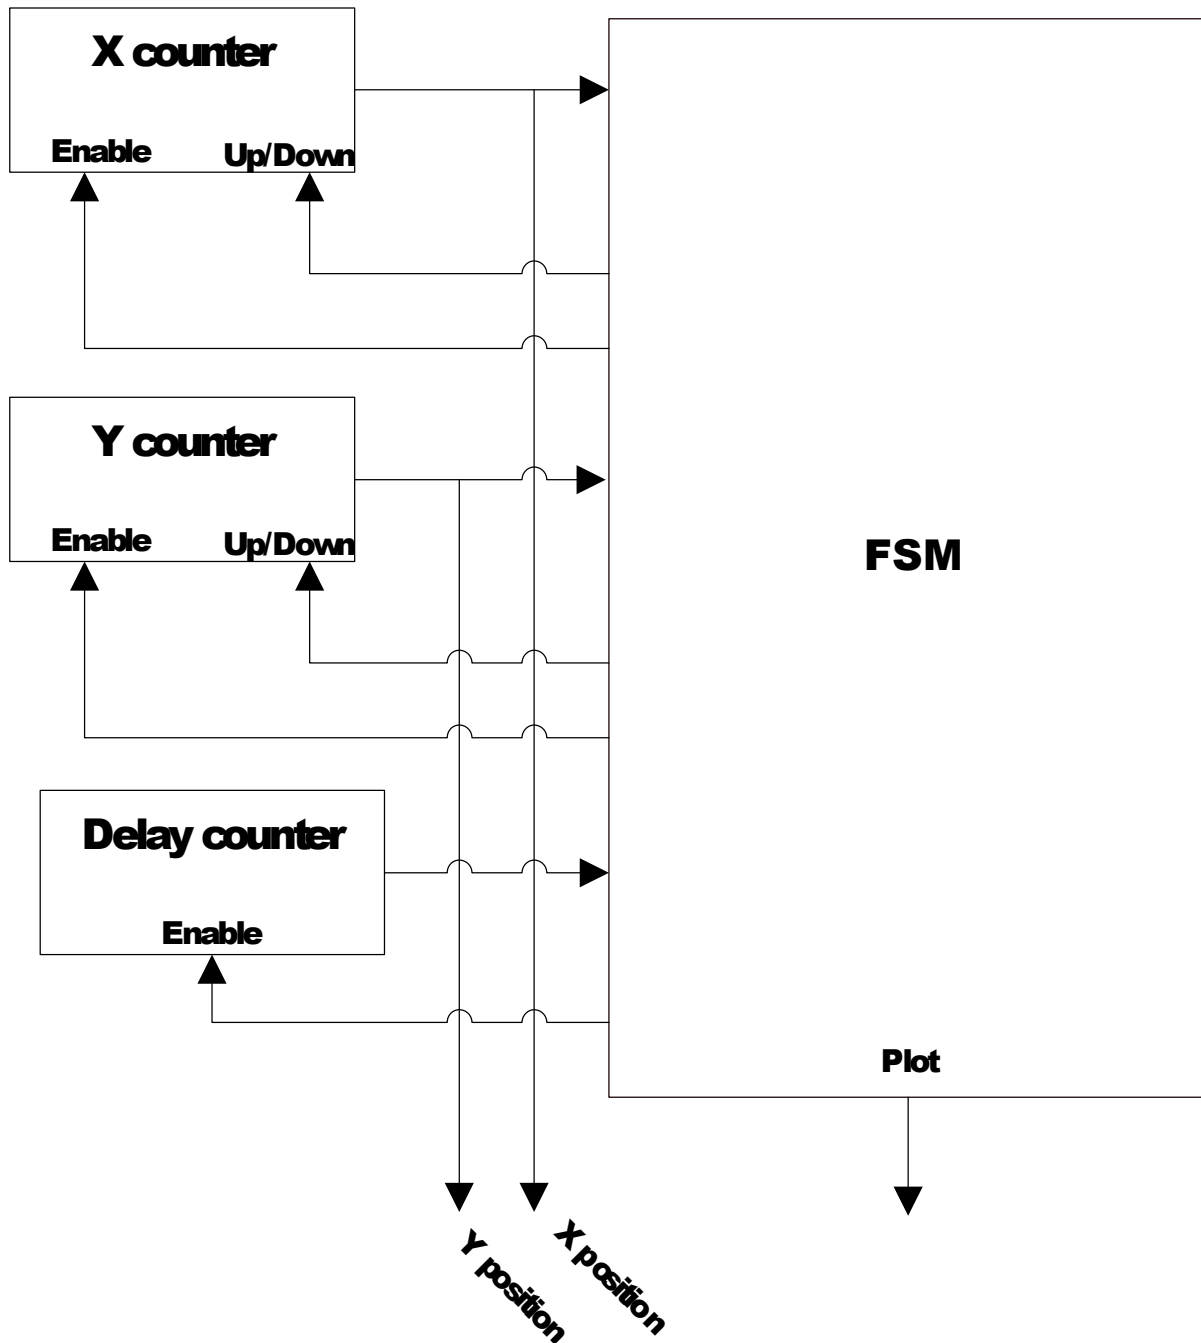 X counter
Enable
Up/Down
Y counter
Enable
Up/Down
FSM
Delay counter
Enable
Plot
Y position
X position